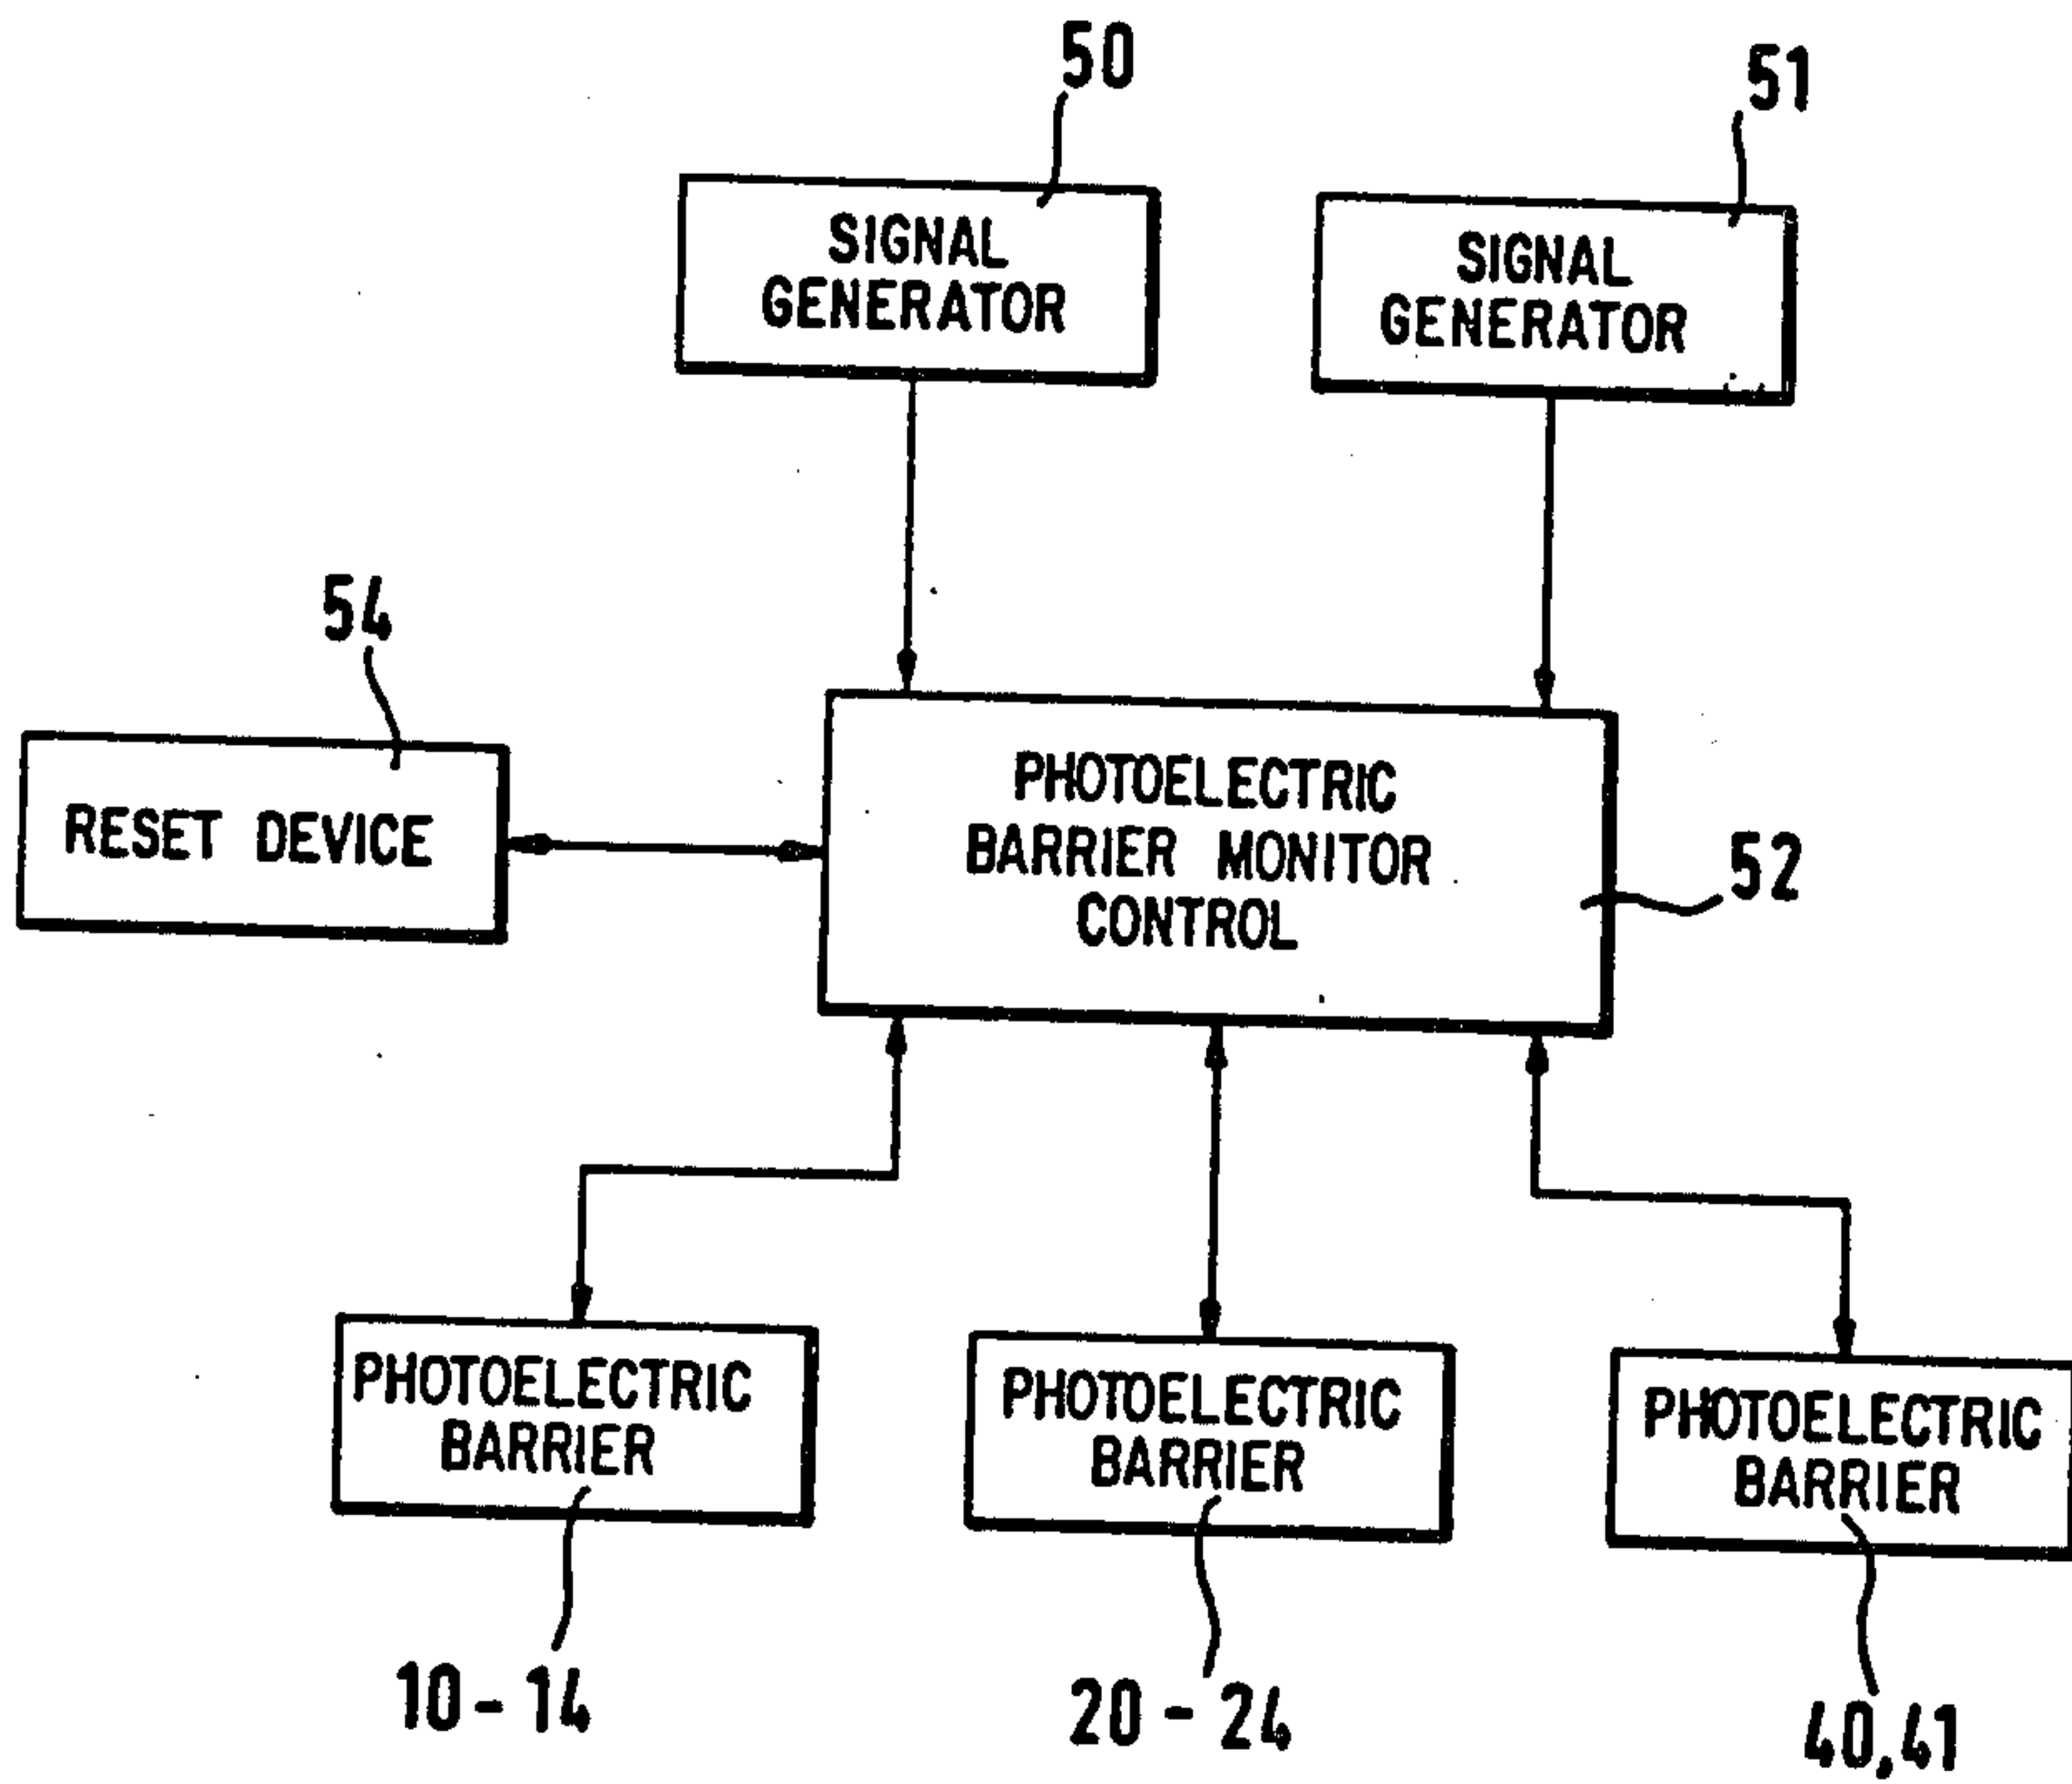 50
51
SIGNAL
GENERATOR
SIGNAL
GENERATOR
54
RESET DEVICE
PHOTOELECTRIC
BARRIER MONITOR
CONTROL
52
PHOTOELECTRIC
BARRIER
PHOTOELECTRIC
BARRIER
PHOTOELECTRIC
BARRIER
10-14
20-24
40,41